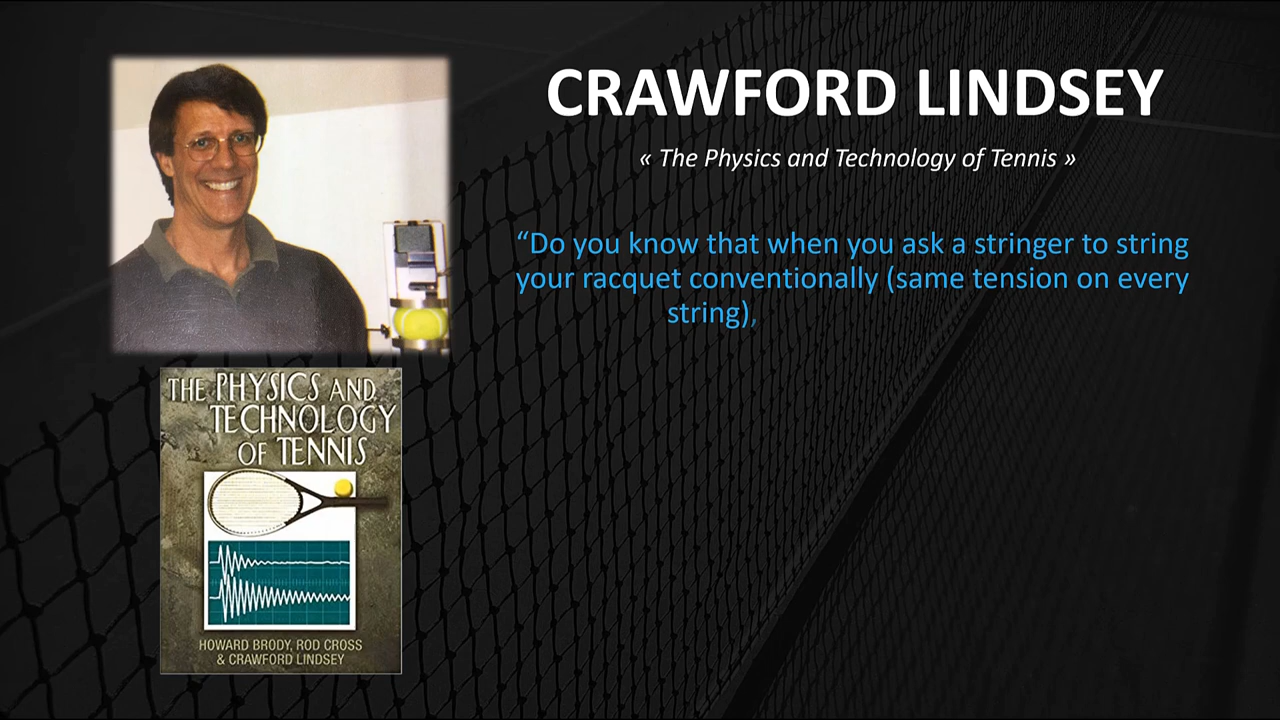 CRAWFORD LINDSEY
« The Physics and Technology of Tennis »
“Do you know that when you ask a stringer to string
your racquet conventionally (same tension on every
string),
THE PHYSICS AND
TECHNOLOGY
OF TENNIS
HOWARD BRODY, ROD CROSS
& CRAWFORD LINDSEY